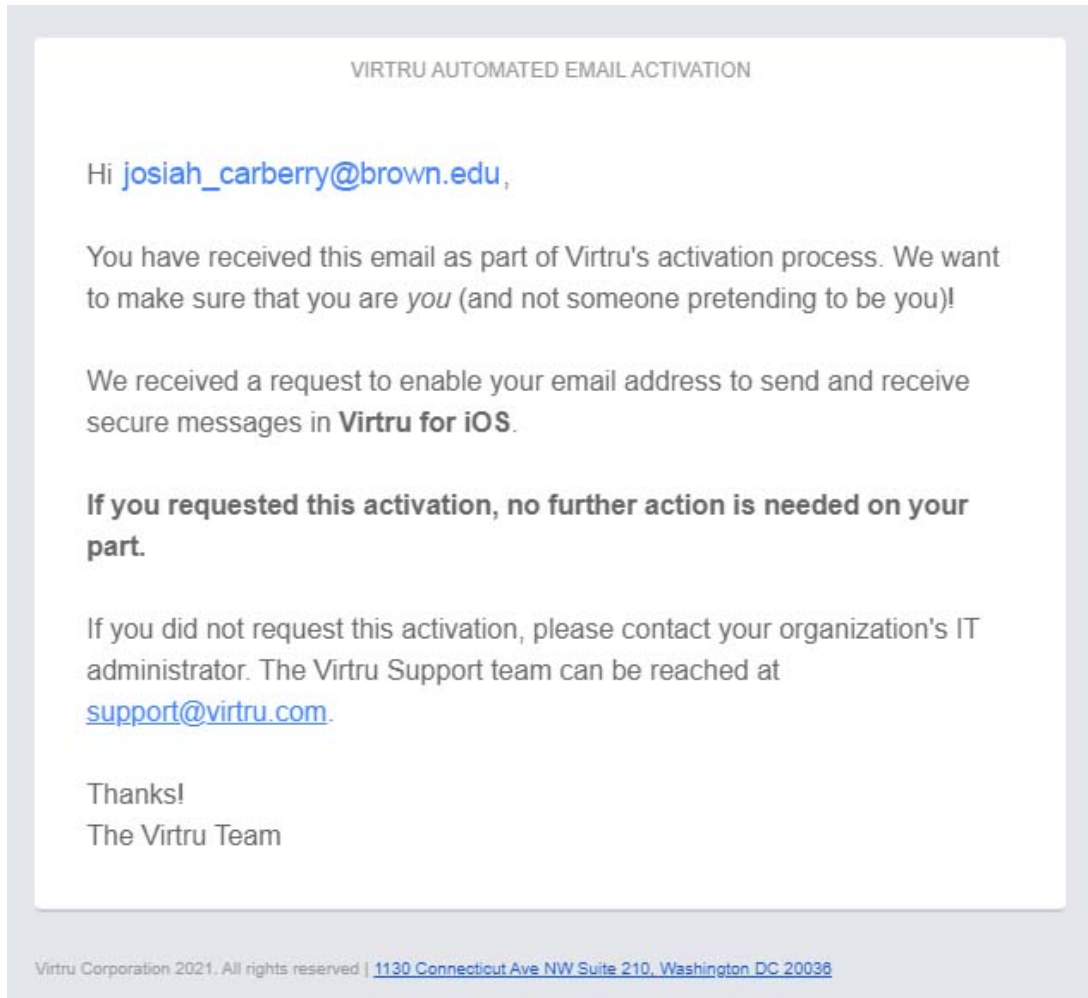 VIRTRU AUTOMATED EMAIL ACTIVATION
Hi josiah_carberry@brown.edu,
You have received this email as part of Virtru's activation process. We want
to make sure that you are you (and not someone pretending to be you)!
We received a request to enable your email address to send and receive
secure messages in Virtru for iOS.
If you requested this activation, no further action is needed on your
part.
If you did not request this activation, please contact your organization's IT
administrator. The Virtru Support team can be reached at
support@virtru.com.
Thanks!
The Virtru Team
Virtru Corporation 2021. All rights reserved | 1130 Connecticut Ave NW Suite 210, Washington DC 20036